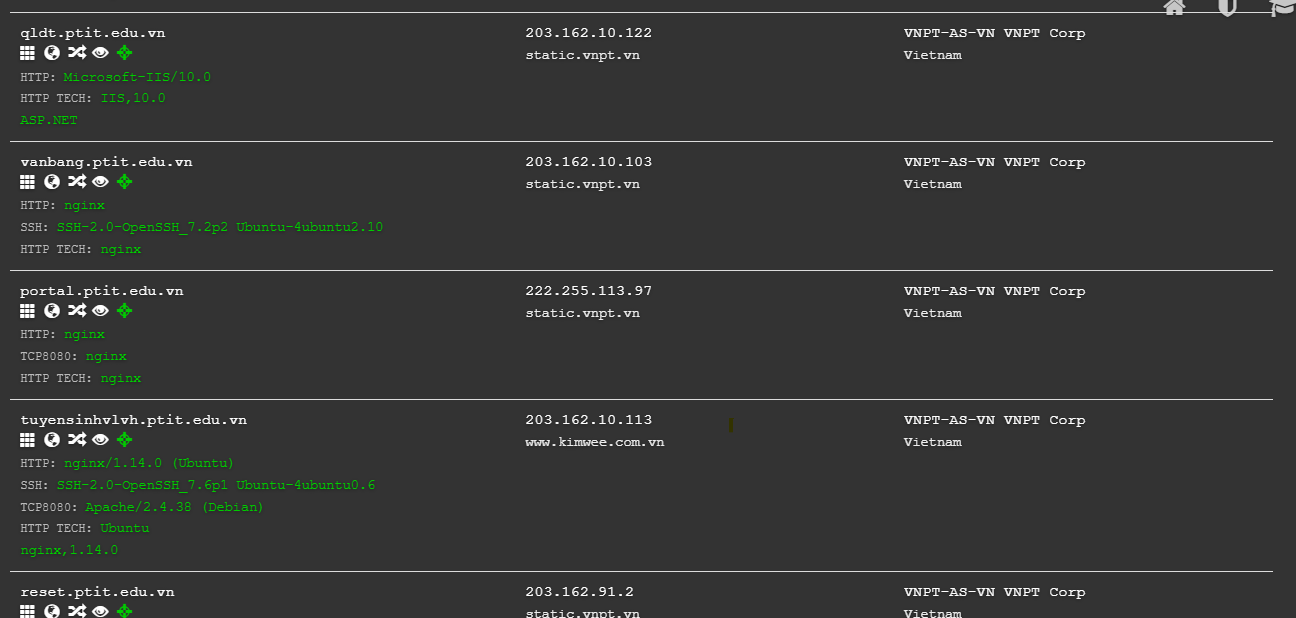 qldt.ptit.edu.vn 203.162.10.122 VNPT-AS-VN VNPT Corp
static.vnpt.vn Vietnam
HTTP: Microsoft-IIS/10.0
HTTP TECH: IIS,10.0
ASP.NET
vanbang.ptit.edu.vn 203.162.10.103 VNPT-AS-VN VNPT Corp
static.vnpt.vn Vietnam
HTTP: nginx
SSH: SSH-2.0-OpenSSH_7.2p2 Ubuntu-4ubuntu2.10
HTTP TECH: nginx
portal.ptit.edu.vn 222.255.113.97 VNPT-AS-VN VNPT Corp
static.vnpt.vn Vietnam
HTTP: nginx
TCP8080: nginx
HTTP TECH: nginx
tuyensinhvlvh.ptit.edu.vn 203.162.10.113 VNPT-AS-VN VNPT Corp
www.kimwee.com.vn Vietnam
HTTP: nginx/1.14.0 (Ubuntu)
SSH: SSH-2.0-OpenSSH_7.6p1 Ubuntu-4ubuntu0.6
TCP8080: Apache/2.4.38 (Debian)
HTTP TECH: Ubuntu
nginx,1.14.0
reset.ptit.edu.vn 203.162.91.2 VNPT-AS-VN VNPT Corp
static.vnpt.vn Vietnam